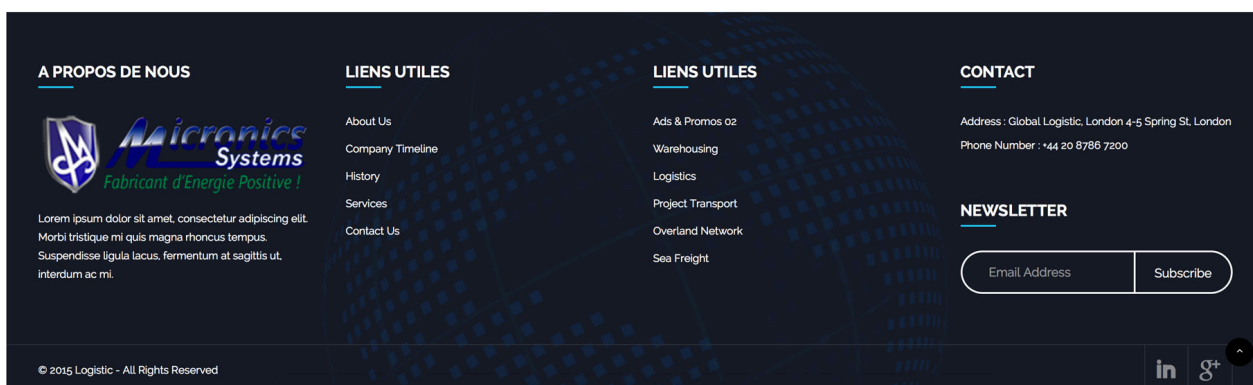 A PROPOS DE NOUS
Micronics
Systems
Fabricant d'Energie Positive !
Lorem ipsum dolor sit amet, consectetur adipiscing elit.
Morbi tristique mi quis magna rhoncus tempus.
Suspendisse ligula lacus, fermentum at sagittis ut,
interdum ac mi.
LIENS UTILES
About Us
Company Timeline
History
Services
Contact Us
LIENS UTILES
Ads & Promos 02
Warehousing
Logistics
Project Transport
Overland Network
Sea Freight
CONTACT
Address : Global Logistic, London 4-5 Spring St, London
Phone Number : +44 20 8786 7200
NEWSLETTER
Email Address
Subscribe
© 2015 Logistic - All Rights Reserved
in
g+